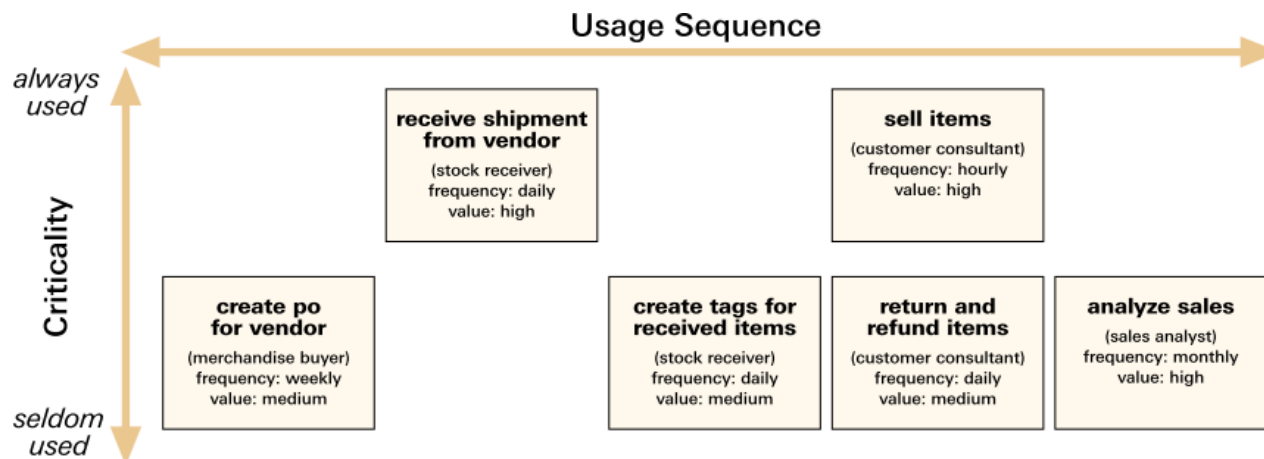 Usage Sequence
always
used
Criticality
seldom
used
receive shipment
from vendor
(stock receiver)
frequency: daily
value: high
sell items
(customer consultant)
frequency: hourly
value: high
create po
for vendor
(merchandise buyer)
frequency: weekly
value: medium
create tags for
received items
(stock receiver)
frequency: daily
value: medium
return and
refund items
(customer consultant)
frequency: daily
value: medium
analyze sales
(sales analyst)
frequency: monthly
value: high